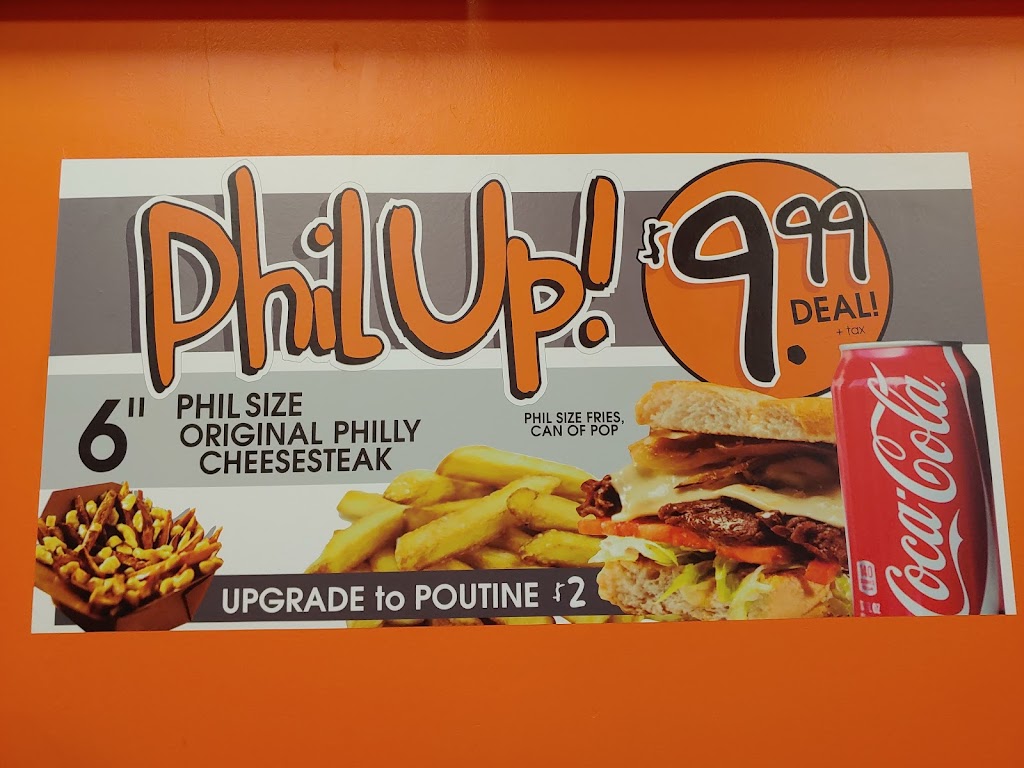 Phil Up!
$9.99
DEAL!
+ tax
6" PHIL SIZE
ORIGINAL PHILLY
CHEESESTEAK
PHIL SIZE FRIES,
CAN OF POP
UPGRADE to POUTINE $2
Coca-Cola